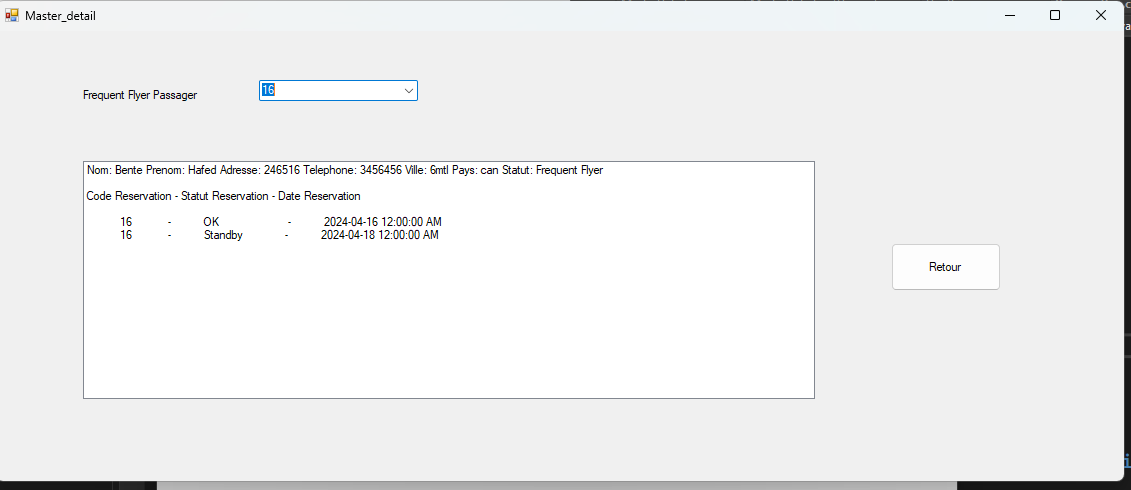 Master_detail
Frequent Flyer Passager
16
Nom: Bente Prenom: Hafed Adresse: 246516 Telephone: 3456456 Ville: 6mtl Pays: can Statut: Frequent Flyer
Code Reservation - Statut Reservation - Date Reservation
16 - OK - 2024-04-16 12:00:00 AM
16 - Standby - 2024-04-18 12:00:00 AM
Retour